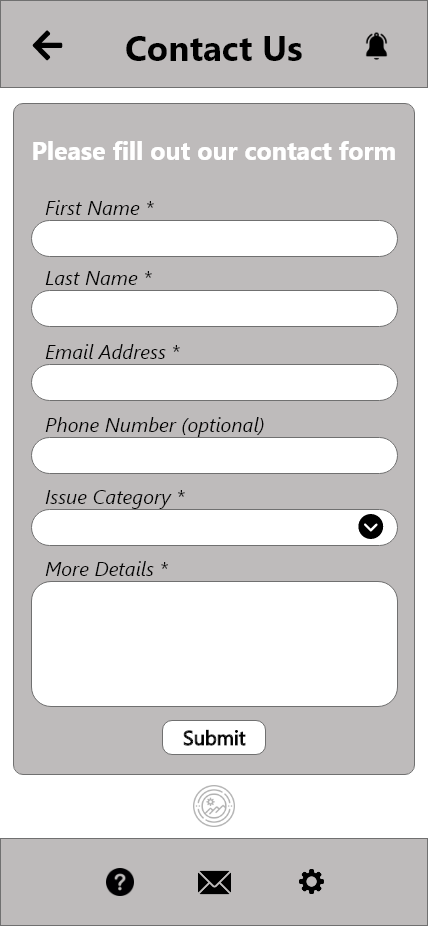 Contact Us
Please fill out our contact form
First Name *
Last Name *
Email Address *
Phone Number (optional)
Issue Category *
More Details *
Submit
?